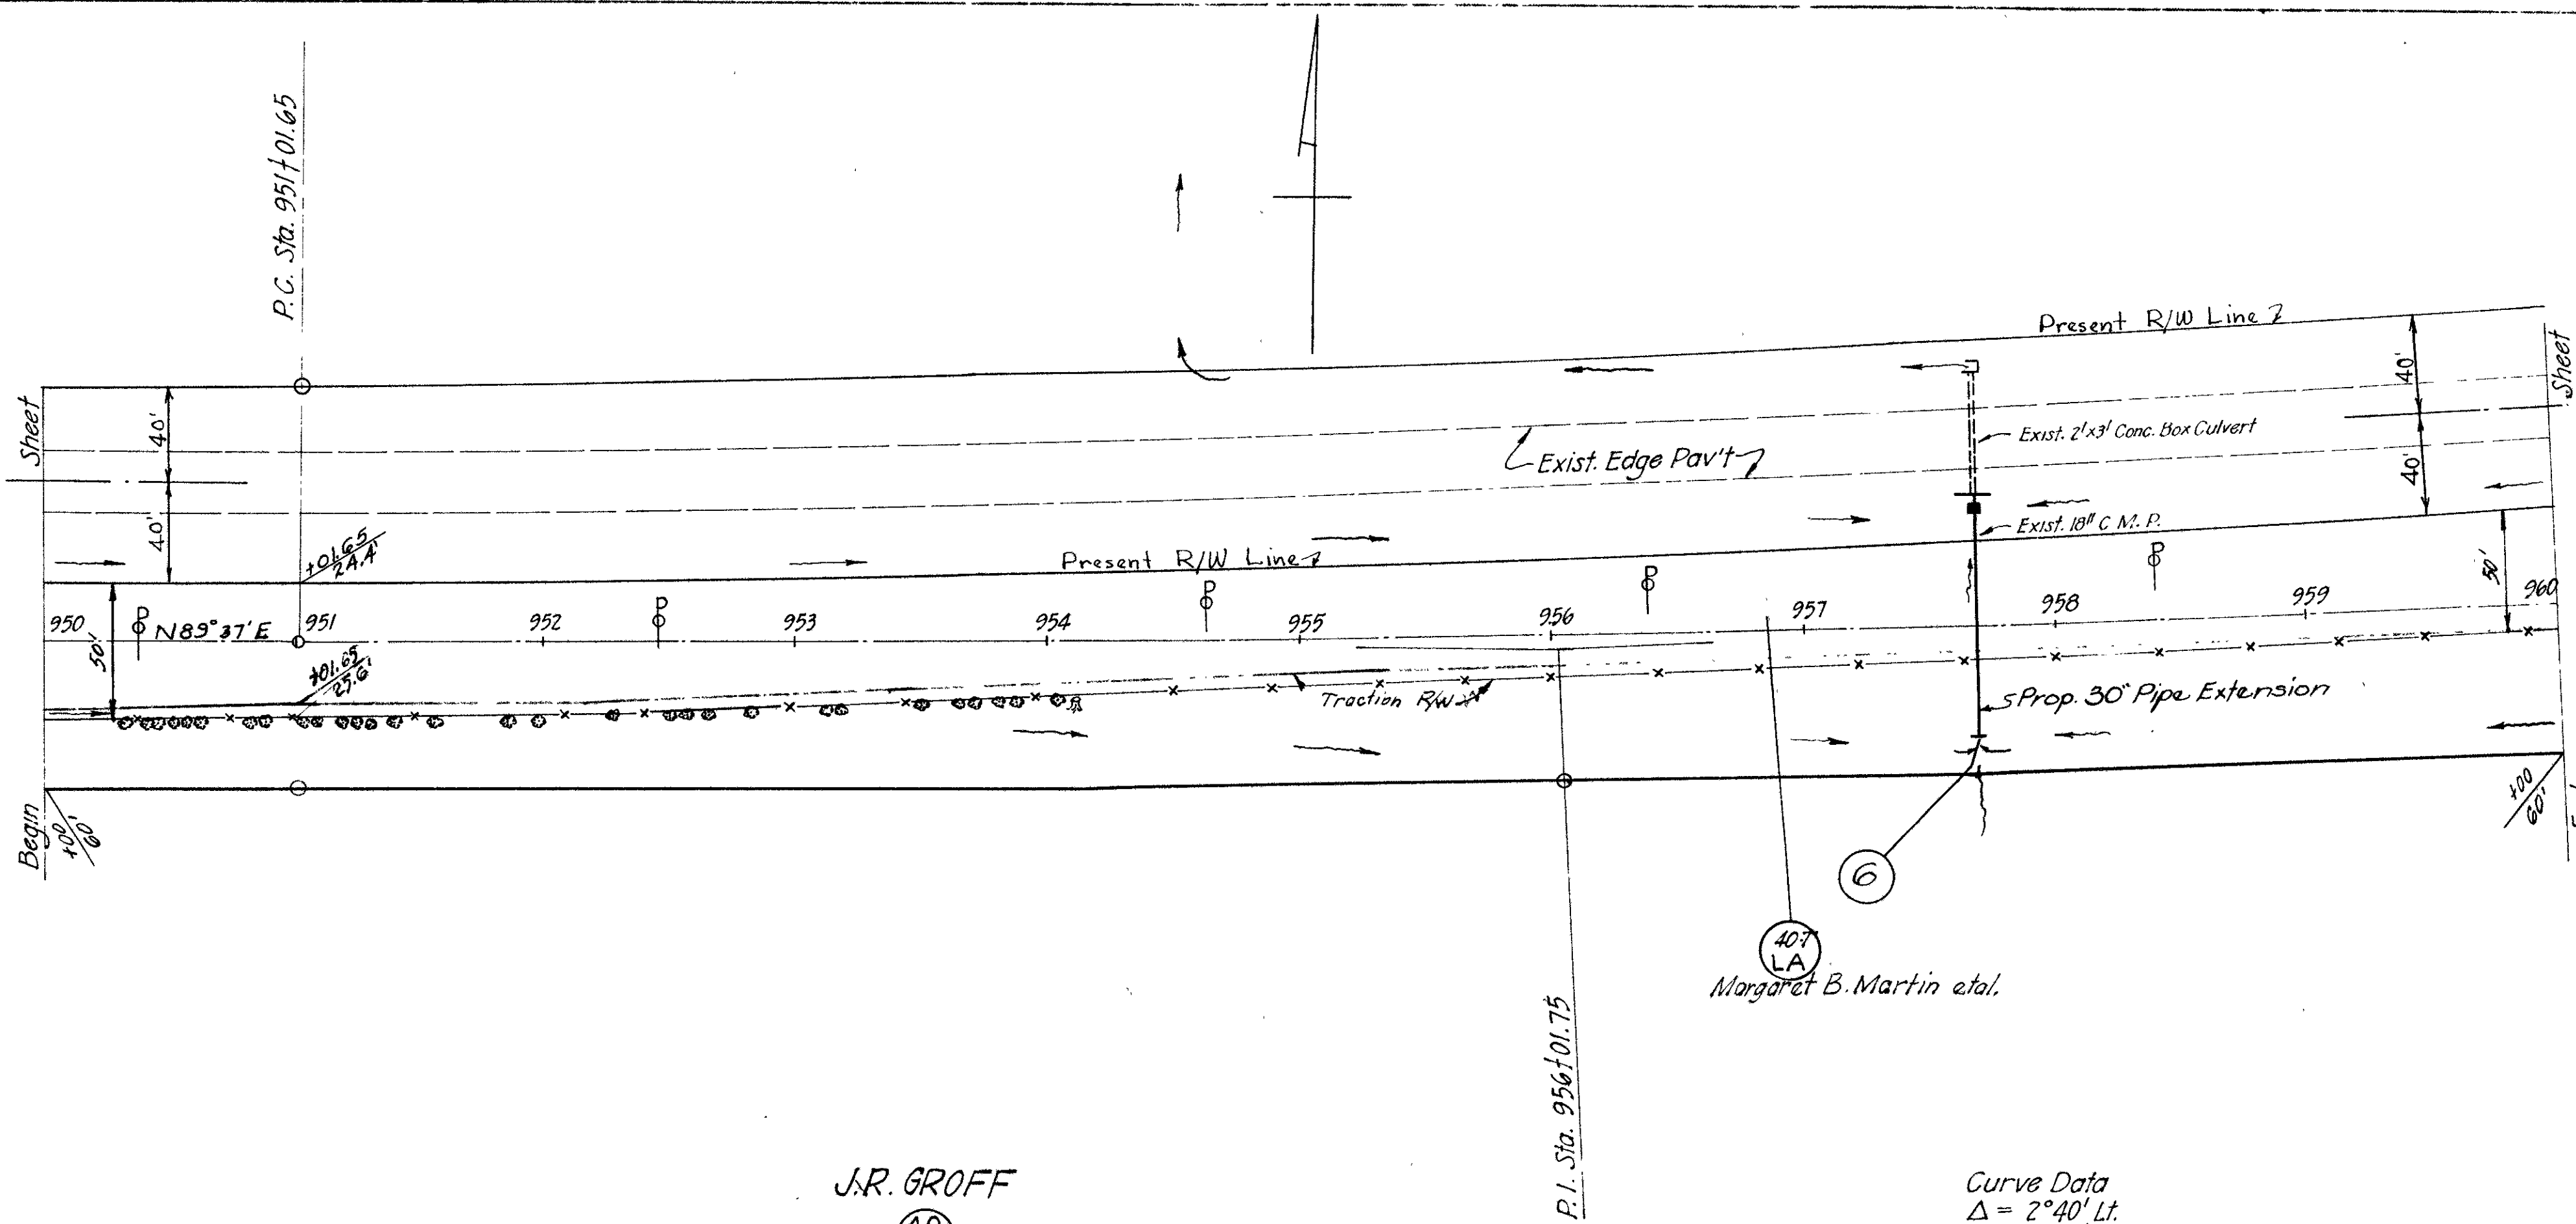 P.C. Sta. 951+01.65
Present R/W Line
Sheet
40'
40'
Sheet
40'
40'
Exist. 2'x3' Conc. Box Culvert
Exist. Edge Pav't
Exist. 18" C.M.P.
+01.65
24.4'
Present R/W Line
P
P
P
P
P
950
N89°37'E
951
952
953
954
955
956
957
958
959
960
50'
50'
+01.65
25.6'
Traction R/W
Prop. 30" Pipe Extension
Begin
+00
60'
+00
60'
6
40-T
LA
Margaret B. Martin etal.
P.I. Sta. 956+01.75
J.R. GROFF
Curve Data
Δ = 2°40' Lt.